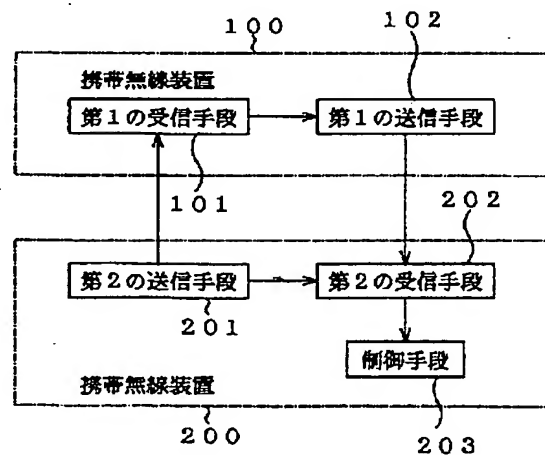 100
102
携帯無線装置
第1の受信手段
第1の送信手段
101
202
第2の送信手段
第2の受信手段
201
制御手段
携帯無線装置
200
203